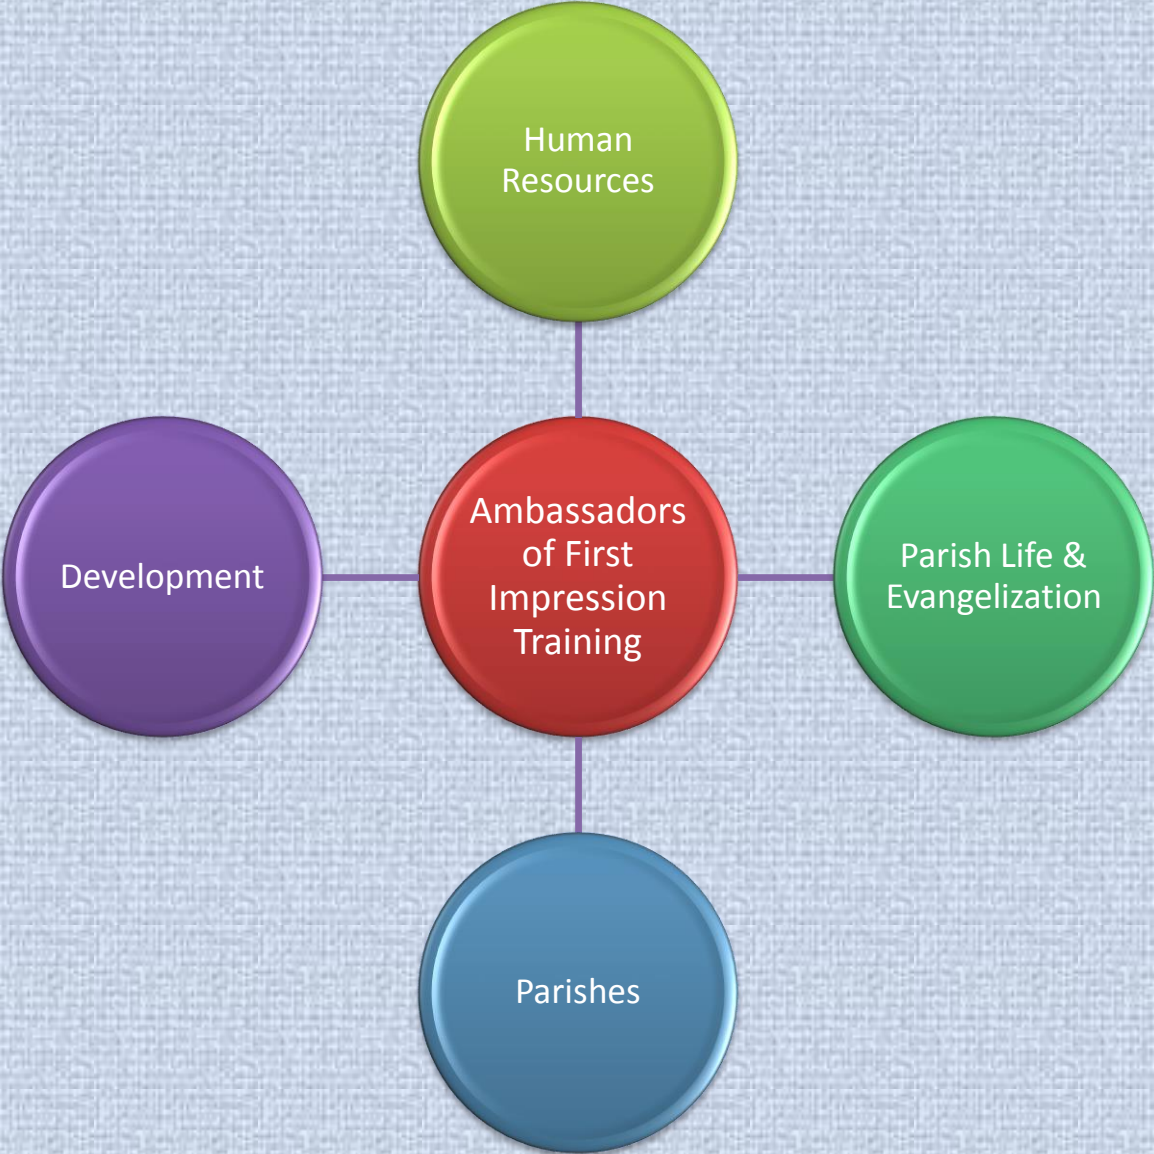 Human
Resources
Development
Ambassadors
of First
Impression
Training
Parish Life &
Evangelization
Parishes